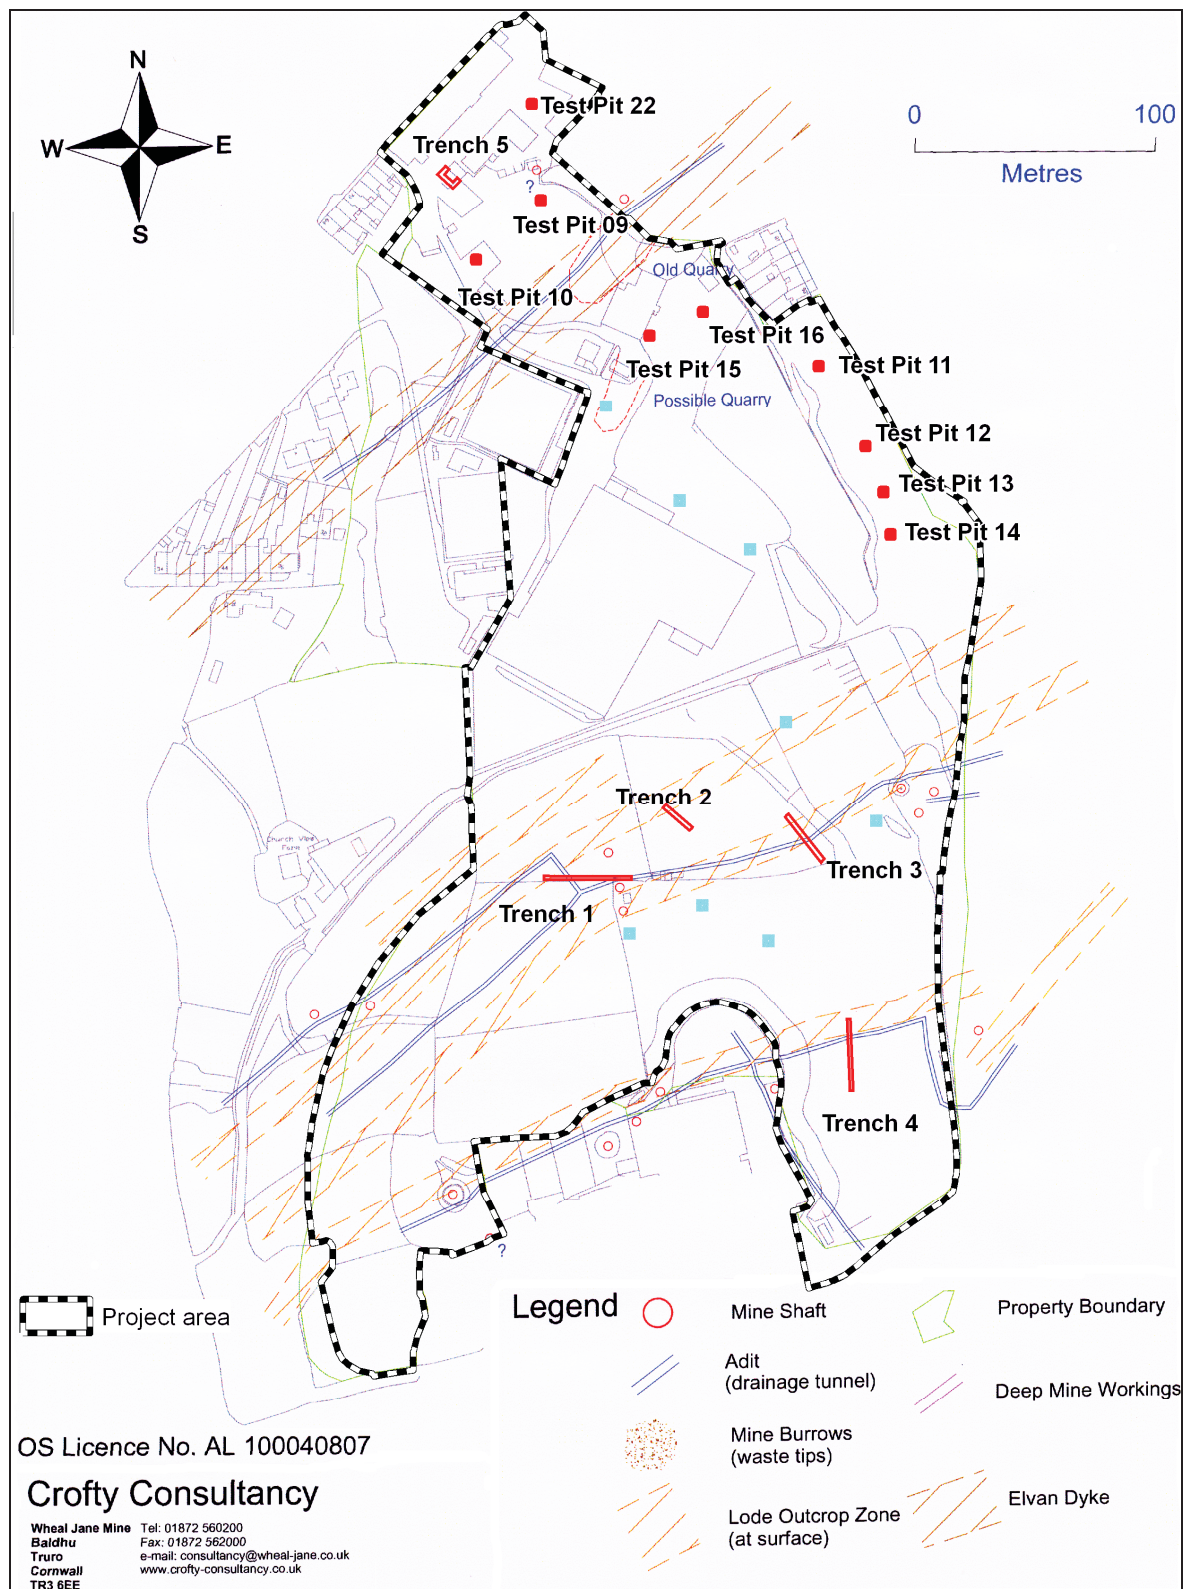 N
W
E
S
0
100
Metres
Test Pit 22
Trench 5
?
Test Pit 09
Old Quarry
Test Pit 10
Test Pit 16
Test Pit 15
Test Pit 11
Possible Quarry
Test Pit 12
Test Pit 13
Test Pit 14
Trench 2
Church View
Farm
Trench 3
Trench 1
Trench 4
?
Project area
Legend
Mine Shaft
Property Boundary
Adit
(drainage tunnel)
Deep Mine Workings
Mine Burrows
(waste tips)
Lode Outcrop Zone
(at surface)
Elvan Dyke
OS Licence No. AL 100040807
Crofty Consultancy
Wheal Jane Mine Tel: 01872 560200
Baldhu Fax: 01872 562000
Truro e-mail: consultancy@wheal-jane.co.uk
Cornwall www.crofty-consultancy.co.uk
TR3 6EE